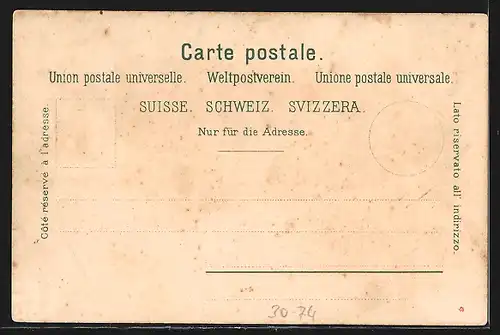 Carte postale.
Union postale universelle. Weltpostverein. Unione postale universale.
SUISSE. SCHWEIZ. SVIZZERA.
Nur für die Adresse.
Côté réservé à l'adresse.
Lato riservato all' indirizzo.
30-74